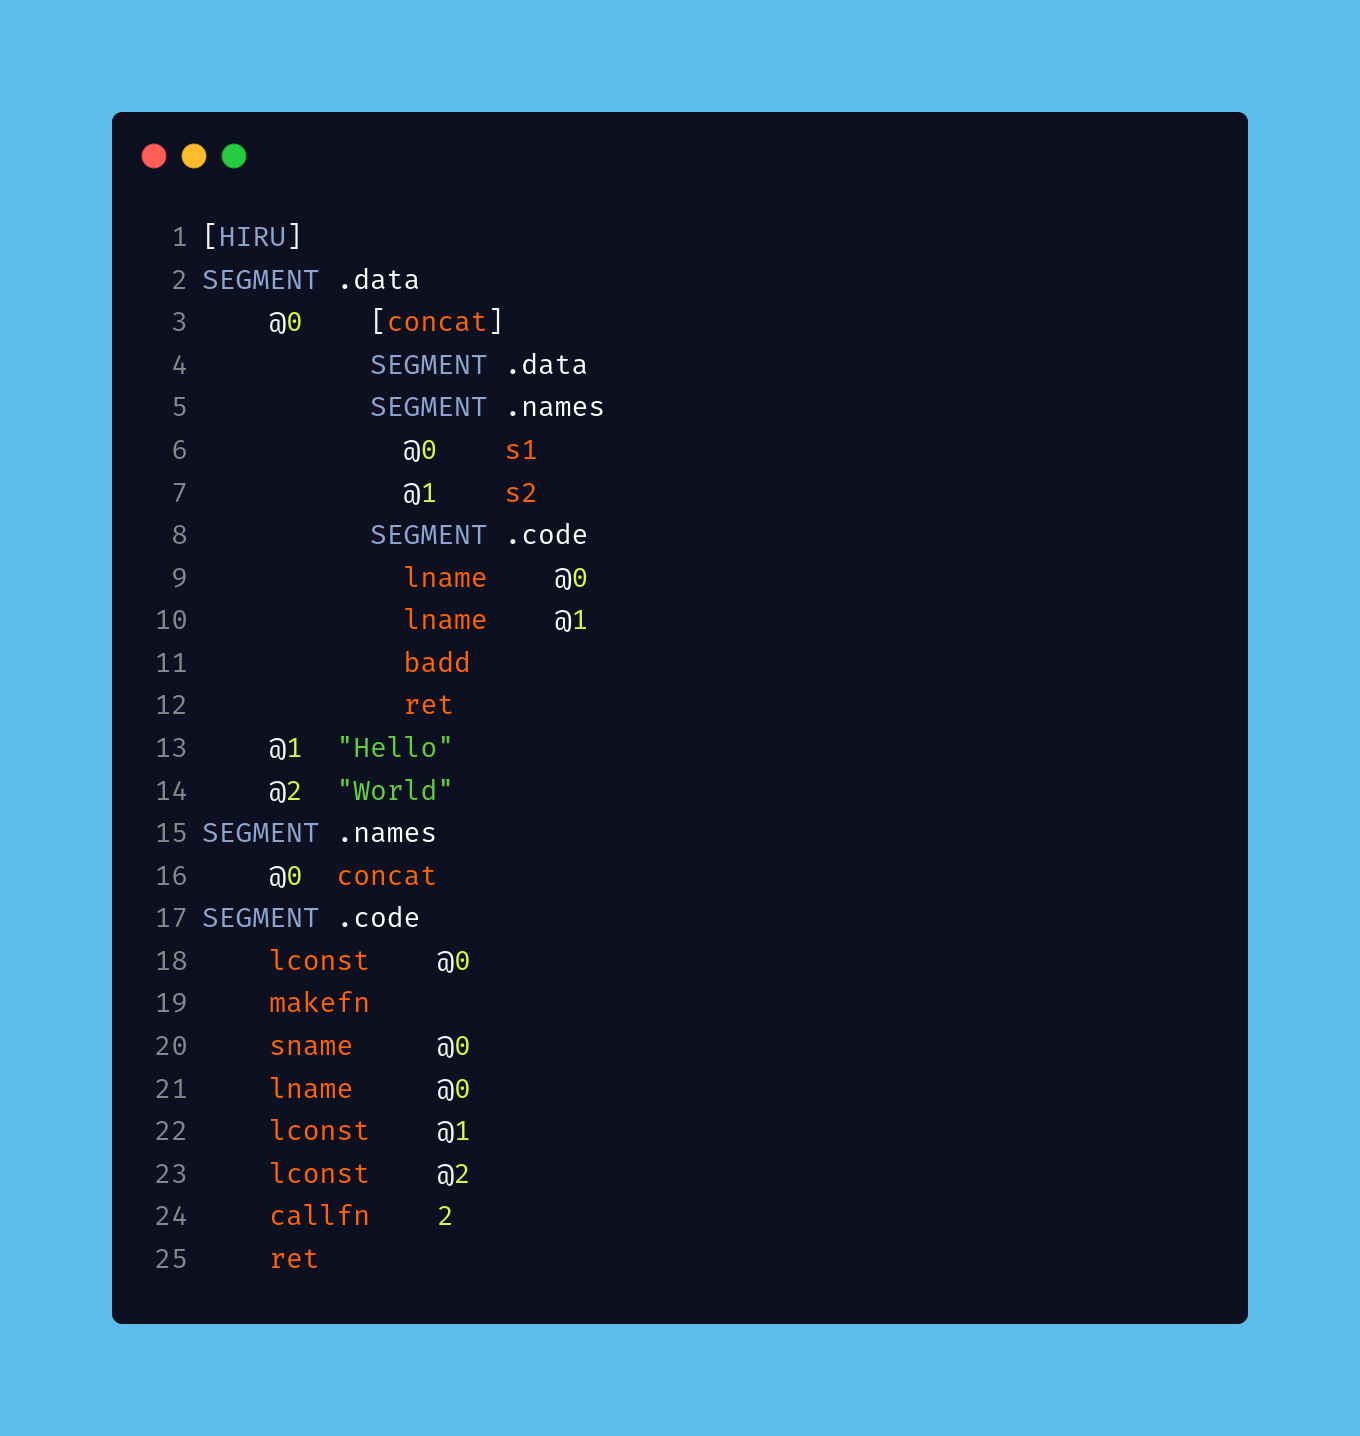 1 [HIRU]
2 SEGMENT .data
3     @0    [concat]
4           SEGMENT .data
5           SEGMENT .names
6             @0    s1
7             @1    s2
8           SEGMENT .code
9             lname    @0
10             lname    @1
11             badd
12             ret
13     @1  "Hello"
14     @2  "World"
15 SEGMENT .names
16     @0  concat
17 SEGMENT .code
18     lconst    @0
19     makefn
20     sname     @0
21     lname     @0
22     lconst    @1
23     lconst    @2
24     callfn    2
25     ret